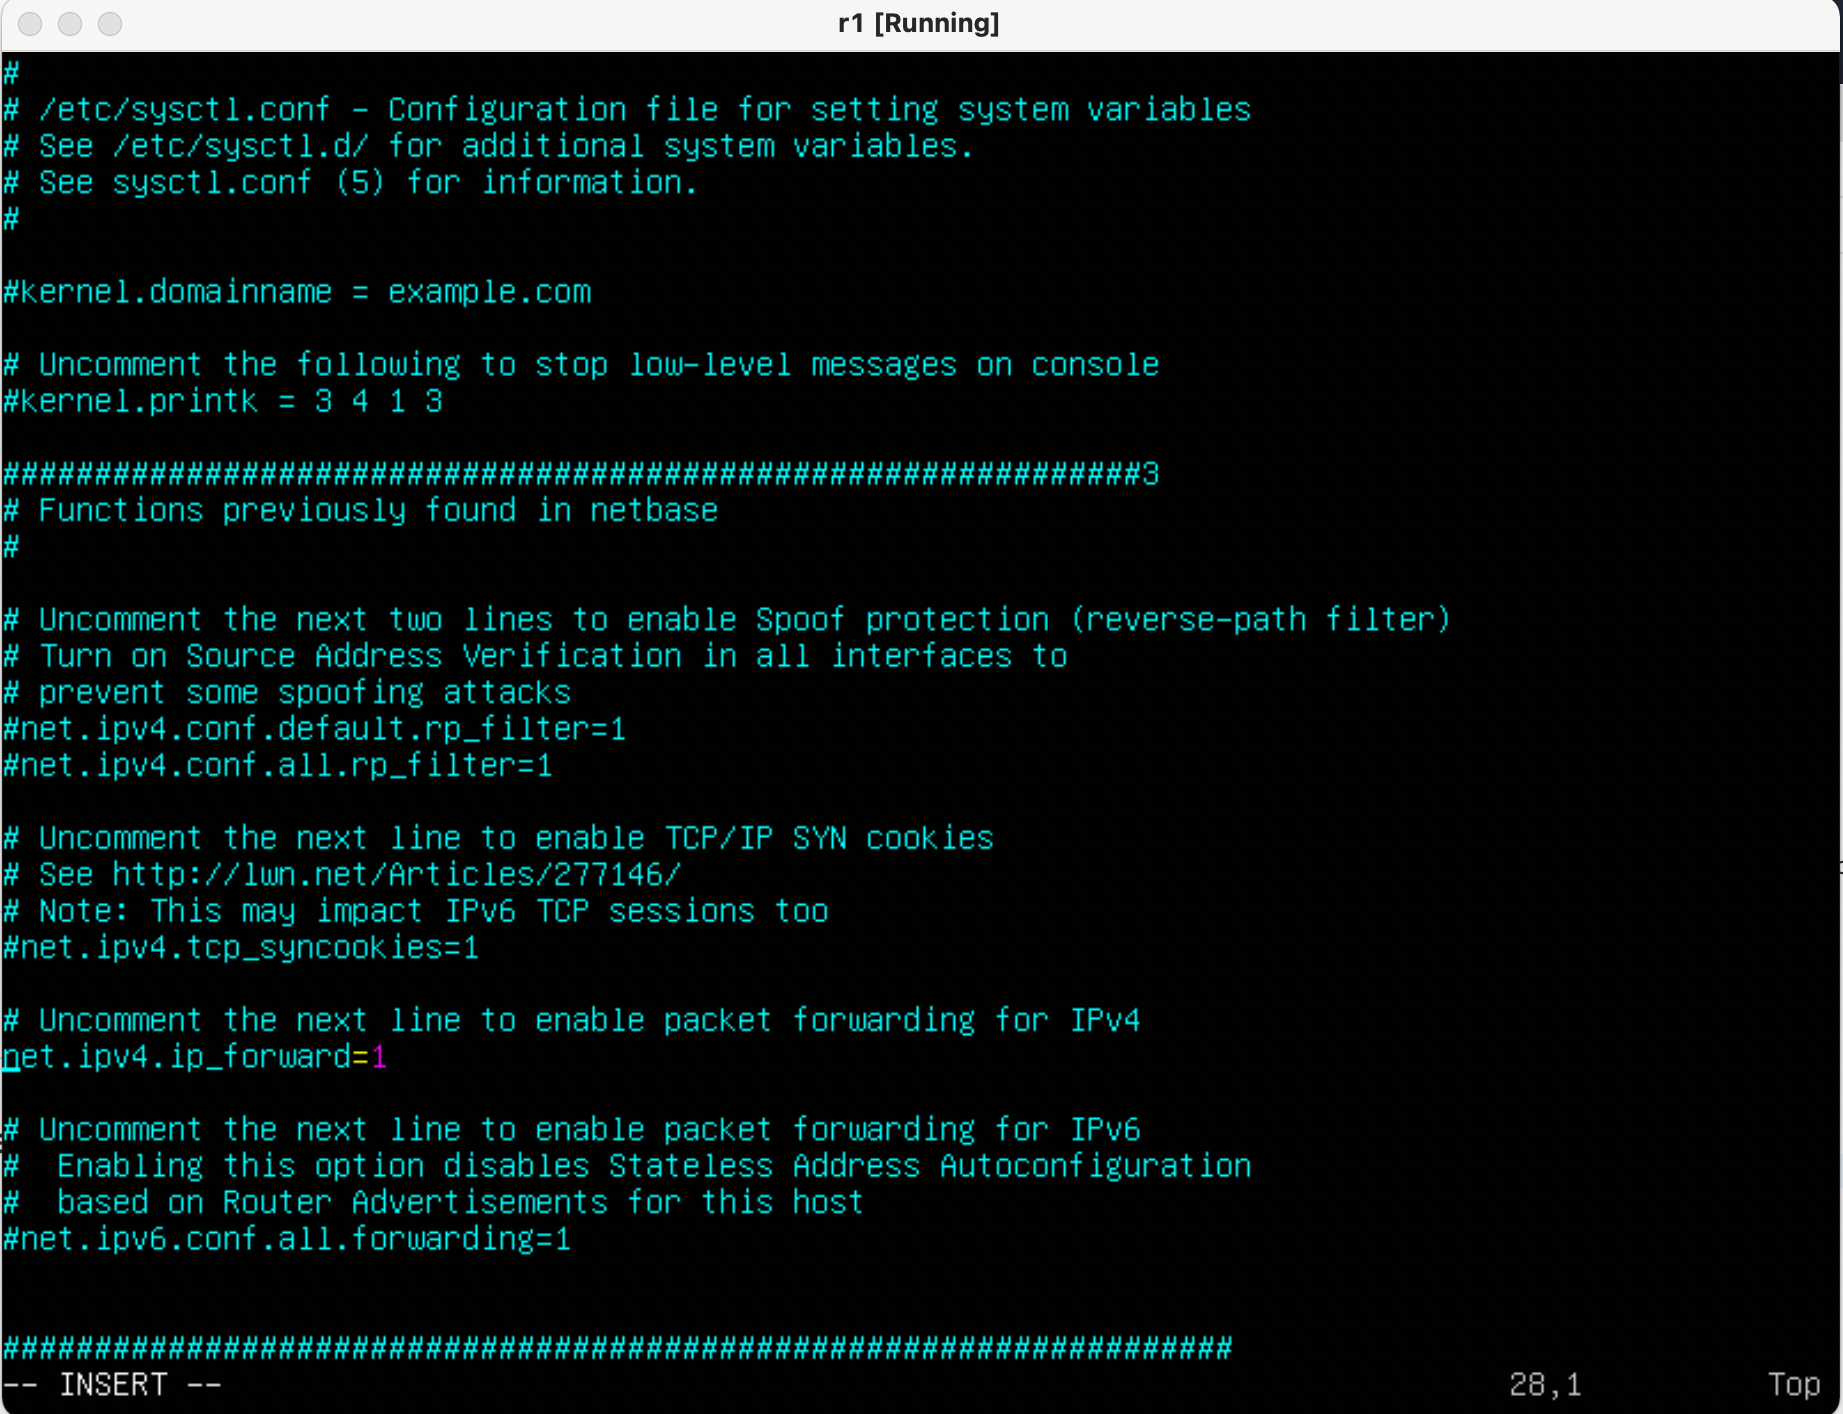 r1 [Running]
#
# /etc/sysctl.conf - Configuration file for setting system variables
# See /etc/sysctl.d/ for additional system variables.
# See sysctl.conf (5) for information.
#
#kernel.domainname = example.com
# Uncomment the following to stop low-level messages on console
#kernel.printk = 3 4 1 3
##############################################################3
# Functions previously found in netbase
#
# Uncomment the next two lines to enable Spoof protection (reverse-path filter)
# Turn on Source Address Verification in all interfaces to
# prevent some spoofing attacks
#net.ipv4.conf.default.rp_filter=1
#net.ipv4.conf.all.rp_filter=1
# Uncomment the next line to enable TCP/IP SYN cookies
# See http://lwn.net/Articles/277146/
# Note: This may impact IPv6 TCP sessions too
#net.ipv4.tcp_syncookies=1
# Uncomment the next line to enable packet forwarding for IPv4
net.ipv4.ip_forward=1
# Uncomment the next line to enable packet forwarding for IPv6
#  Enabling this option disables Stateless Address Autoconfiguration
#  based on Router Advertisements for this host
#net.ipv6.conf.all.forwarding=1
###################################################################
-- INSERT -- 28,1 Top